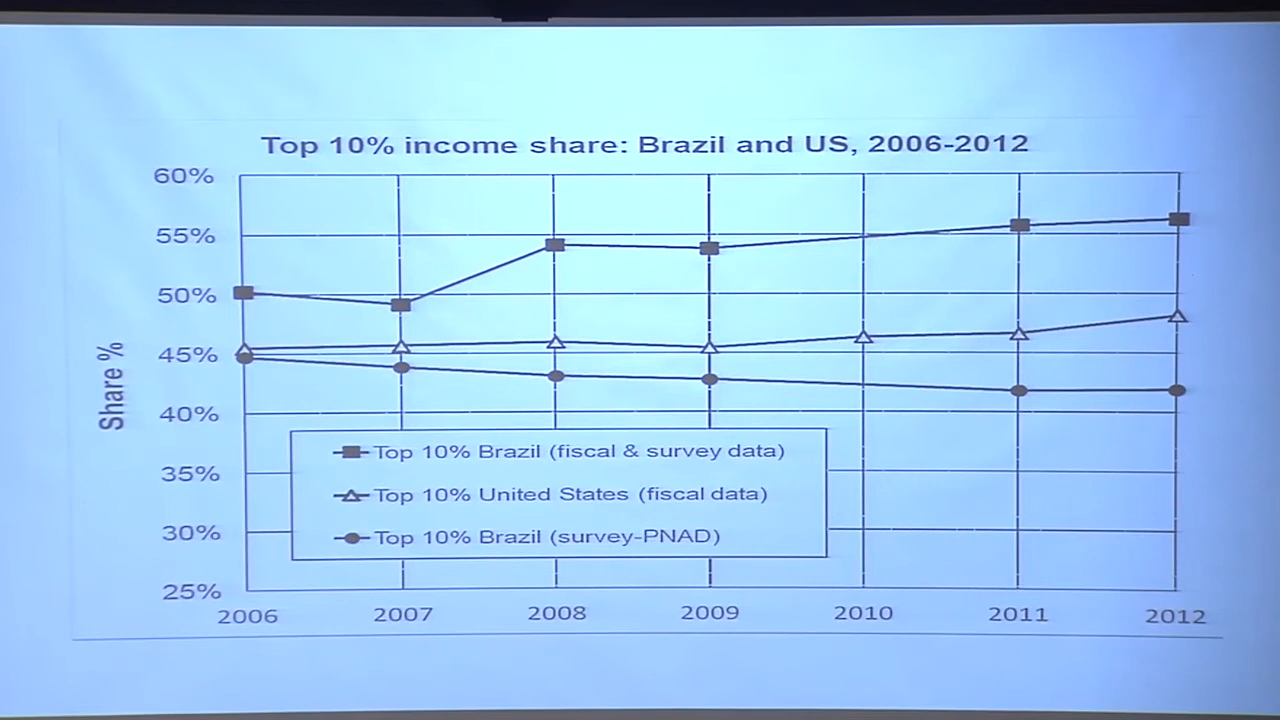 Top 10% income share: Brazil and US, 2006-2012
60%
55%
50%
45%
40%
35%
30%
25%
Share %
Top 10% Brazil (fiscal & survey data)
Top 10% United States (fiscal data)
Top 10% Brazil (survey-PNAD)
2006 2007 2008 2009 2010 2011 2012